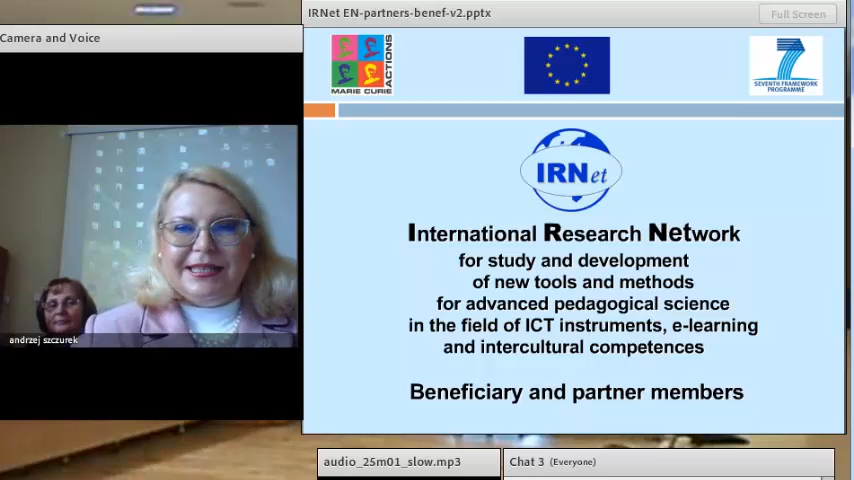 IRNet EN-partners-benef-v2.pptx
Full Screen
Camera and Voice
MARIE CURIE
ACTIONS
7
SEVENTH FRAMEWORK
PROGRAMME
IRNet
International Research Network
for study and development
of new tools and methods
for advanced pedagogical science
in the field of ICT instruments, e-learning
and intercultural competences
Beneficiary and partner members
andrzej szczurek
audio_25m01_slow.mp3
Chat 3 (Everyone)